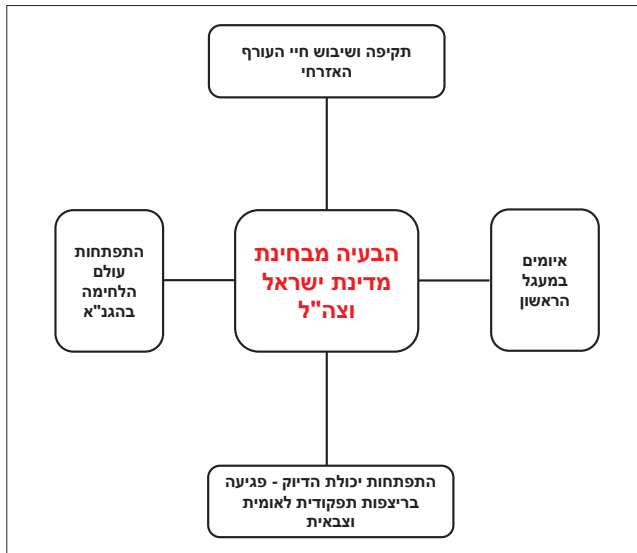 תקיפה ושיבוש חיי העורף
האזרחי
איומים
במעגל
הראשון
הבעיה מבחינת
מדינת ישראל
וצה"ל
התפתחות
עולם
הלחימה
בהגנ"א
התפתחות יכולת הדיוק - פגיעה
בריצפות תפקודית לאומית
וצבאית